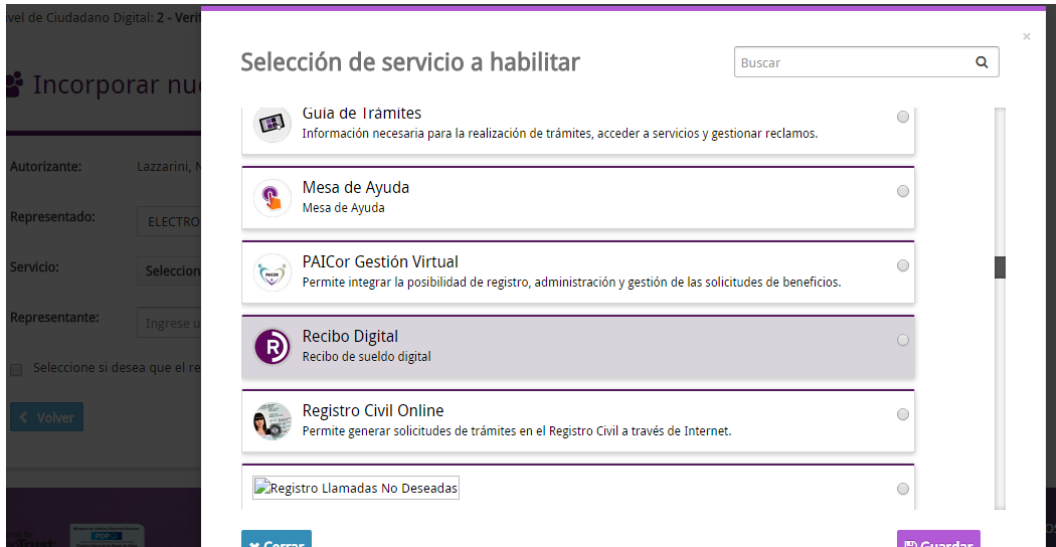 vel de Ciudadano Digital: 2 - Verif
Incorporar nue
Autorizante:
Lazzarini, N
Representado:
ELECTRO
Servicio:
Seleccion
Representante:
Ingrese u
Seleccione si desea que el re
Volver
PDP
×
Selección de servicio a habilitar
Buscar
Guía de Trámites
Información necesaria para la realización de trámites, acceder a servicios y gestionar reclamos.
Mesa de Ayuda
Mesa de Ayuda
PAICor Gestión Virtual
Permite integrar la posibilidad de registro, administración y gestión de las solicitudes de beneficios.
R
Recibo Digital
Recibo de sueldo digital
Registro Civil Online
Permite generar solicitudes de trámites en el Registro Civil a través de Internet.
Registro Llamadas No Deseadas
× Cerrar
Guardar